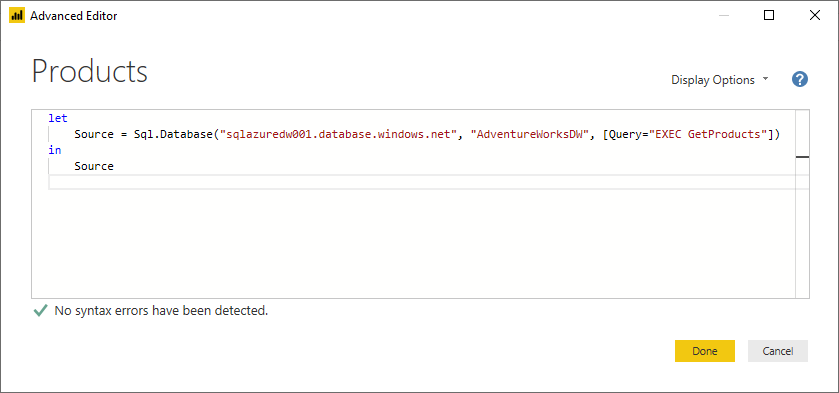 Advanced Editor
Products
Display Options
?
let
Source = Sql.Database("sqlazuredw001.database.windows.net", "AdventureWorksDW", [Query="EXEC GetProducts"])
in
Source
No syntax errors have been detected.
Done
Cancel